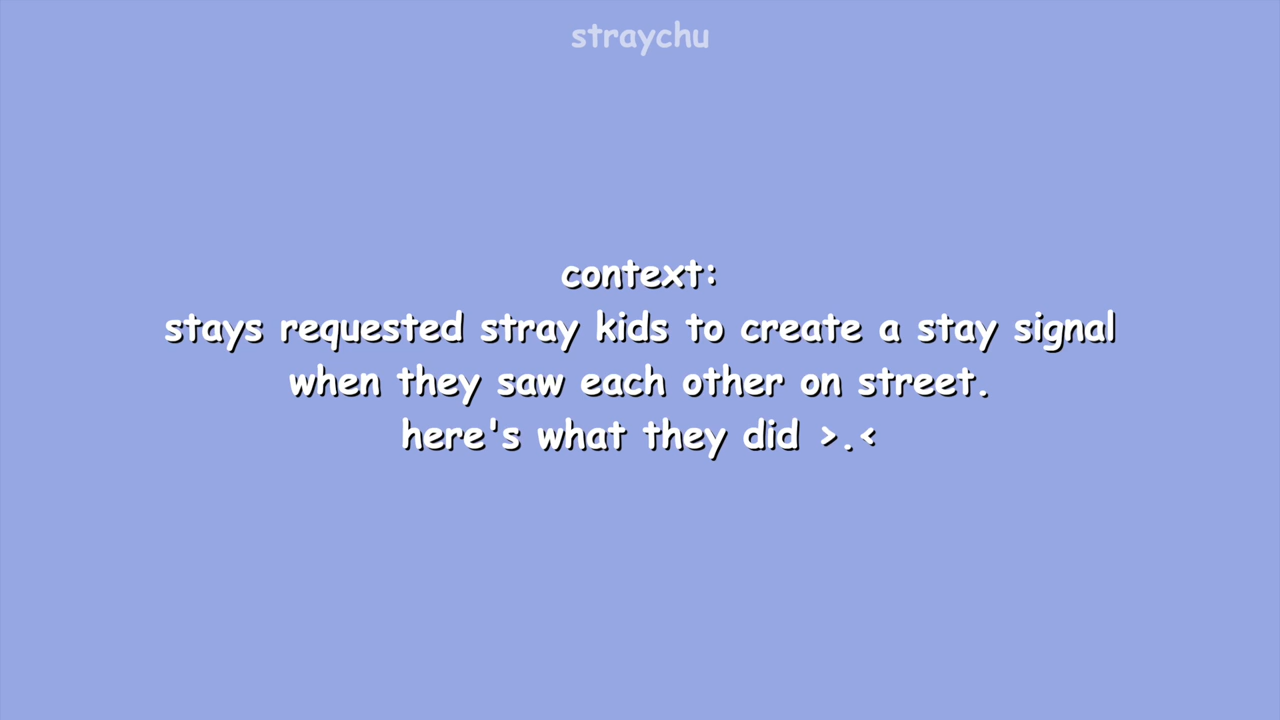 straychu
context:
stays requested stray kids to create a stay signal
when they saw each other on street.
here's what they did >.<